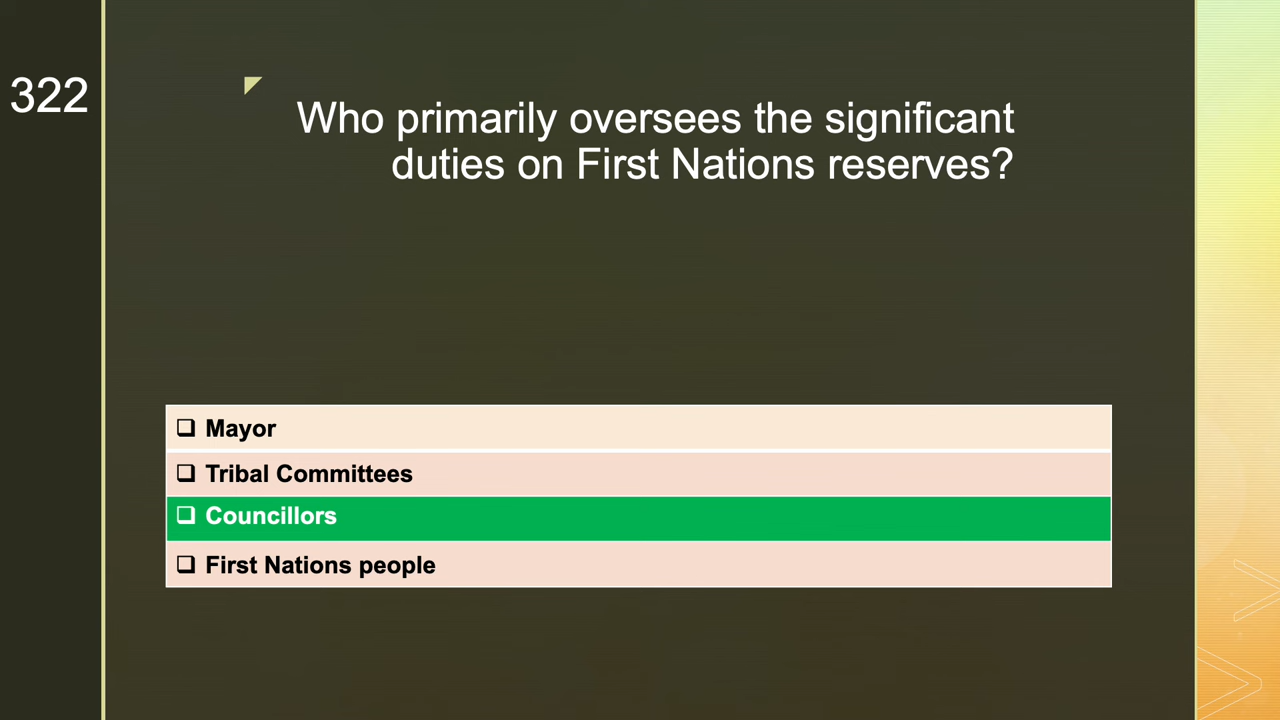 322
Who primarily oversees the significant
duties on First Nations reserves?
❑ Mayor
❑ Tribal Committees
❑ Councillors
❑ First Nations people